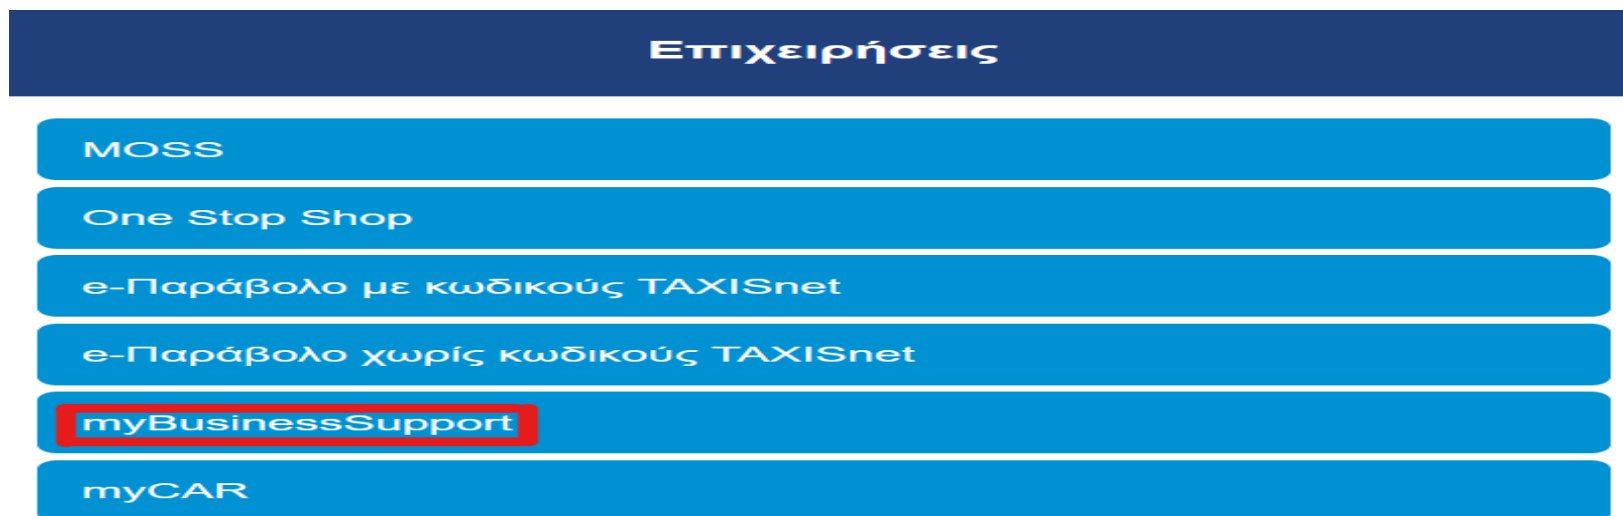 Επιχειρήσεις
MOSS
One Stop Shop
e-Παράβολο με κωδικούς TAXISnet
e-Παράβολο χωρίς κωδικούς TAXISnet
myBusinessSupport
myCAR